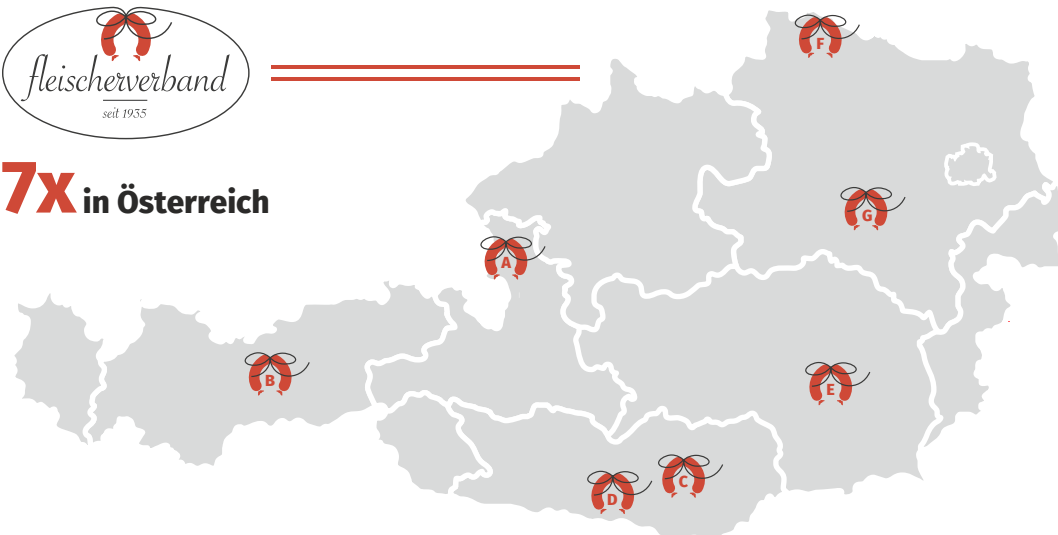 fleischerverband
seit 1935
7x in Österreich
F
G
A
B
E
C
D